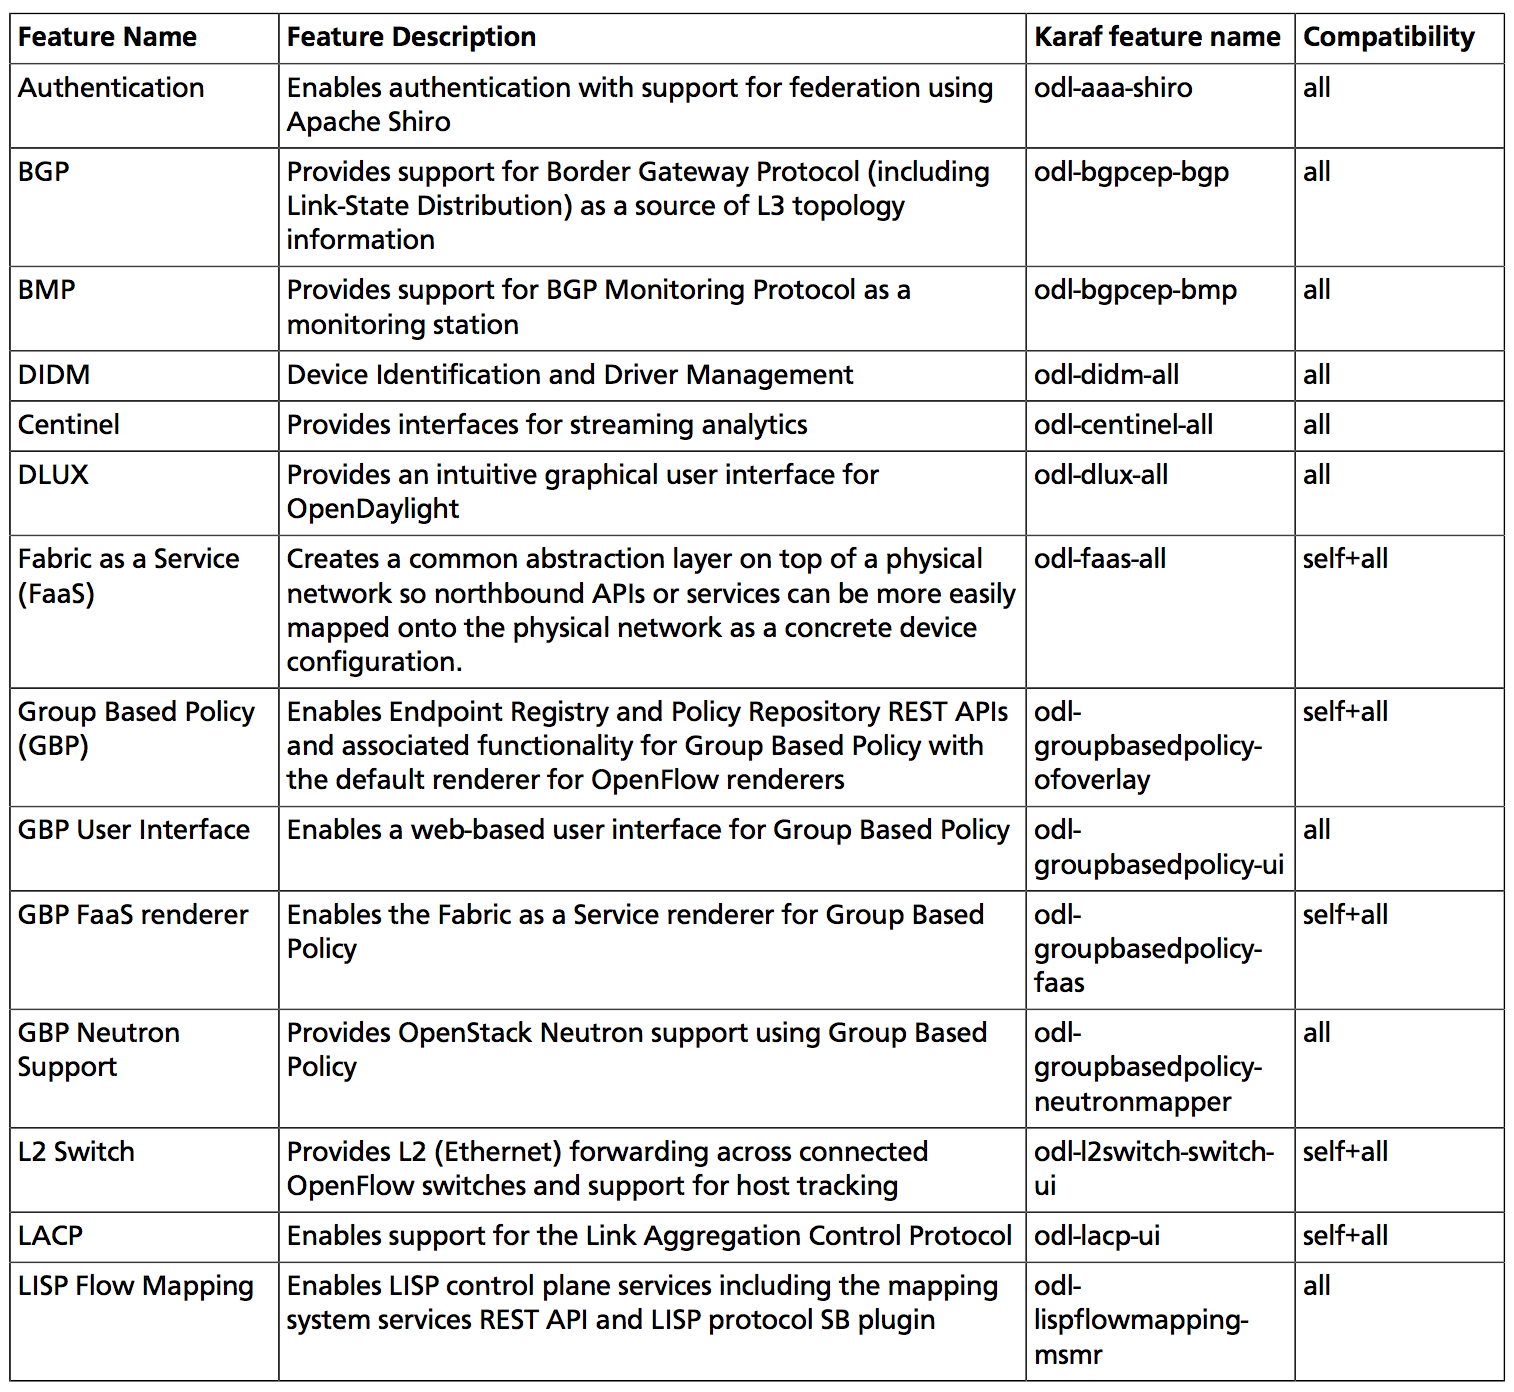 Feature Name Feature Description Karaf feature name Compatibility
Authentication Enables authentication with support for federation using odl-aaa-shiro all
Apache Shiro
BGP Provides support for Border Gateway Protocol (including odl-bgpcep-bgp all
Link-State Distribution) as a source of L3 topology
information
BMP Provides support for BGP Monitoring Protocol as a odl-bgpcep-bmp all
monitoring station
DIDM Device Identification and Driver Management odl-didm-all all
Centinel Provides interfaces for streaming analytics odl-centinel-all all
DLUX Provides an intuitive graphical user interface for odl-dlux-all all
OpenDaylight
Fabric as a Service Creates a common abstraction layer on top of a physical odl-faas-all self+all
(FaaS) network so northbound APIs or services can be more easily
mapped onto the physical network as a concrete device
configuration.
Group Based Policy Enables Endpoint Registry and Policy Repository REST APIs odl- self+all
(GBP) and associated functionality for Group Based Policy with groupbasedpolicy-
the default renderer for OpenFlow renderers ofoverlay
GBP User Interface Enables a web-based user interface for Group Based Policy odl- all
groupbasedpolicy-ui
GBP FaaS renderer Enables the Fabric as a Service renderer for Group Based odl- self+all
Policy groupbasedpolicy-
faas
GBP Neutron Provides OpenStack Neutron support using Group Based odl- all
Support Policy groupbasedpolicy-
neutronmapper
L2 Switch Provides L2 (Ethernet) forwarding across connected odl-l2switch-switch- self+all
OpenFlow switches and support for host tracking ui
LACP Enables support for the Link Aggregation Control Protocol odl-lacp-ui self+all
LISP Flow Mapping Enables LISP control plane services including the mapping odl- all
system services REST API and LISP protocol SB plugin lispflowmapping-
msmr